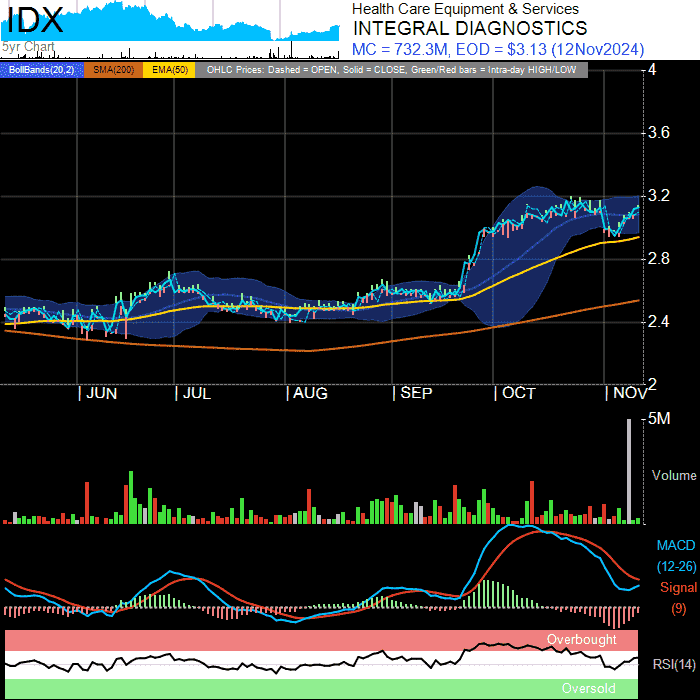 IDX
Health Care Equipment & Services
INTEGRAL DIAGNOSTICS
5yr Chart
MC = 732.3M, EOD = $3.13 (12Nov2024)
BollBands(20,2) SMA(200) EMA(50) OHLC Prices: Dashed = OPEN, Solid = CLOSE, Green/Red bars = Intra-day HIGH/LOW
4
3.6
3.2
2.8
2.4
2
| JUN | JUL | AUG | SEP | OCT | NOV
5M
Volume
MACD
(12-26)
Signal
(9)
Overbought
RSI(14)
Oversold